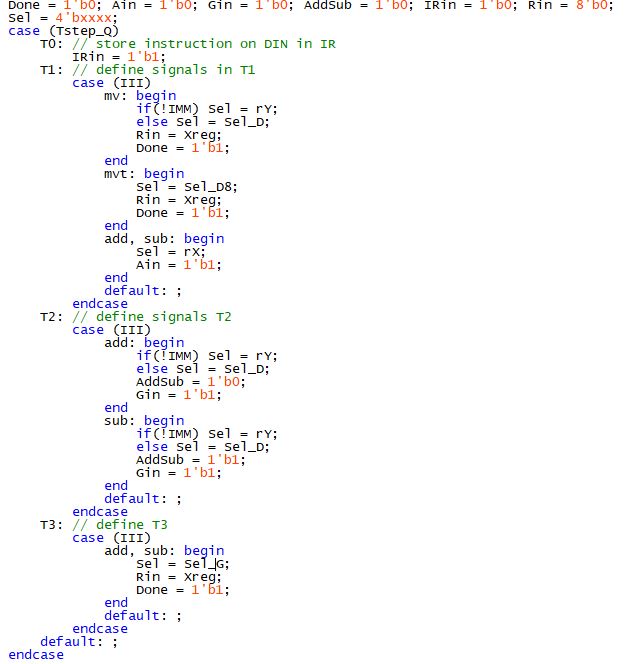 Done = 1'b0; Ain = 1'b0; Gin = 1'b0; AddSub = 1'b0; IRin = 1'b0; Rin = 8'b0;
Sel = 4'bxxxx;
case (Tstep_Q)
    T0: // store instruction on DIN in IR
        IRin = 1'b1;
    T1: // define signals in T1
        case (III)
            mv: begin
                if(!IMM) Sel = rY;
                else Sel = Sel_D;
                Rin = Xreg;
                Done = 1'b1;
            end
            mvt: begin
                Sel = Sel_D8;
                Rin = Xreg;
                Done = 1'b1;
            end
            add, sub: begin
                Sel = rX;
                Ain = 1'b1;
            end
            default: ;
        endcase
    T2: // define signals T2
        case (III)
            add: begin
                if(!IMM) Sel = rY;
                else Sel = Sel_D;
                AddSub = 1'b0;
                Gin = 1'b1;
            end
            sub: begin
                if(!IMM) Sel = rY;
                else Sel = Sel_D;
                AddSub = 1'b1;
                Gin = 1'b1;
            end
            default: ;
        endcase
    T3: // define T3
        case (III)
            add, sub: begin
                Sel = Sel_G;
                Rin = Xreg;
                Done = 1'b1;
            end
            default: ;
        endcase
    default: ;
endcase